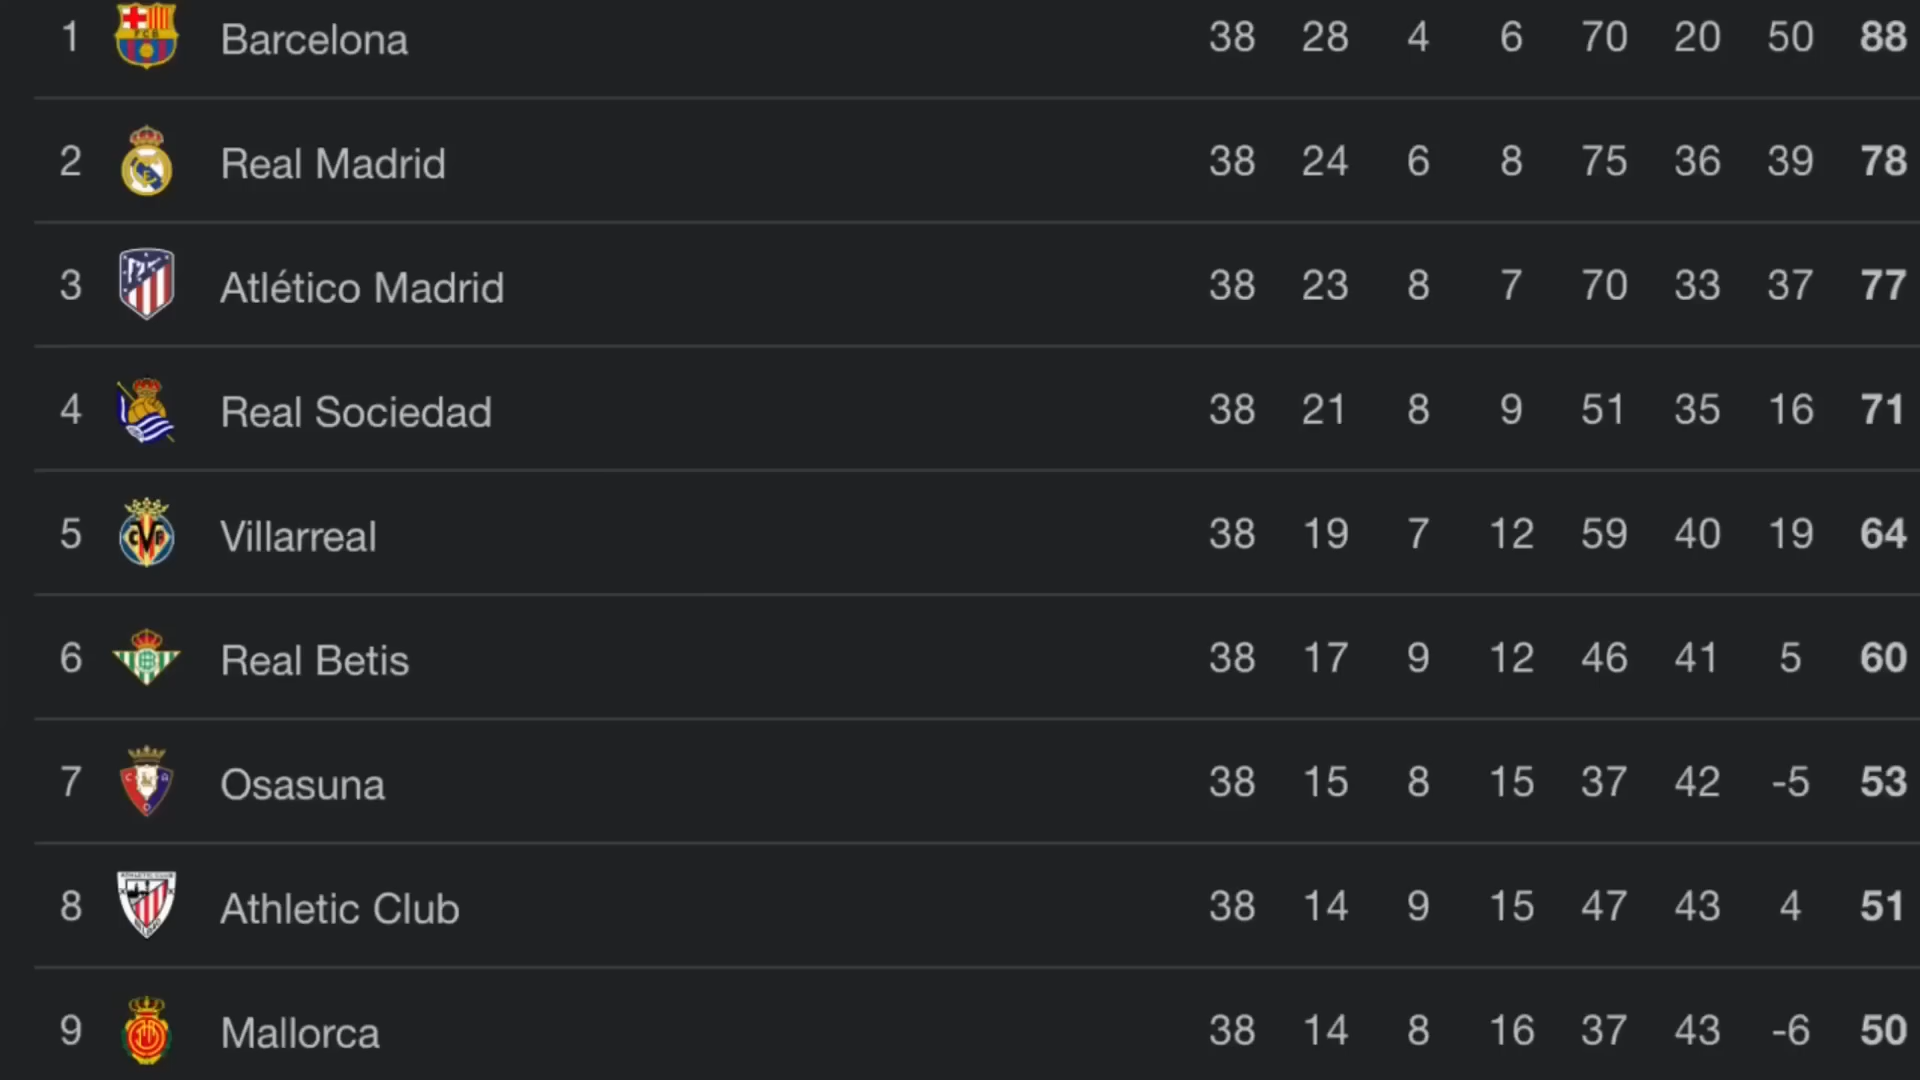 1 Barcelona 38 28 4 6 70 20 50 88
2 Real Madrid 38 24 6 8 75 36 39 78
3 Atlético Madrid 38 23 8 7 70 33 37 77
4 Real Sociedad 38 21 8 9 51 35 16 71
5 Villarreal 38 19 7 12 59 40 19 64
6 Real Betis 38 17 9 12 46 41 5 60
7 Osasuna 38 15 8 15 37 42 -5 53
8 Athletic Club 38 14 9 15 47 43 4 51
9 Mallorca 38 14 8 16 37 43 -6 50